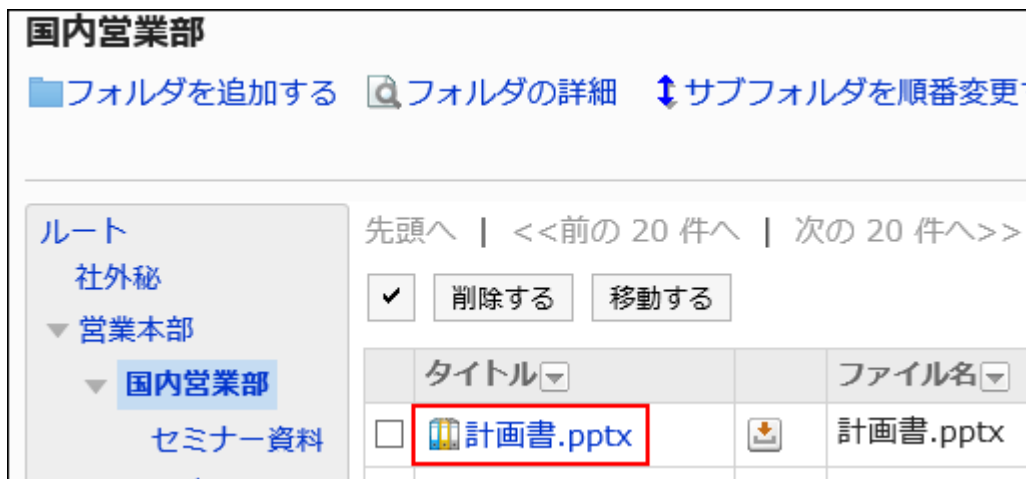 国内営業部
フォルダを追加する フォルダの詳細 サブフォルダを順番変更
ルート
社外秘
営業本部
国内営業部
セミナー資料
先頭へ | <<前の 20 件へ | 次の 20 件へ>>
削除する 移動する
タイトル ファイル名
計画書.pptx 計画書.pptx